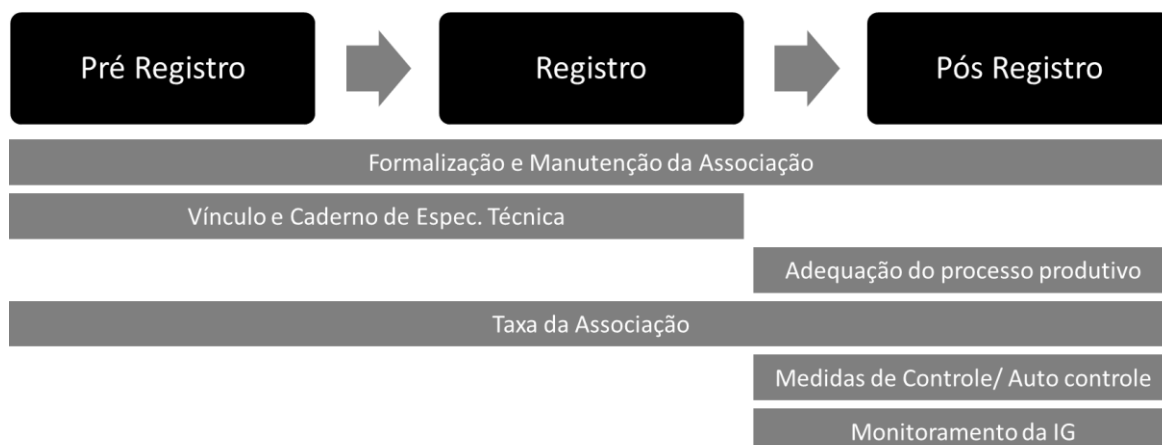 Pré Registro
Registro
Pós Registro
Formalização e Manutenção da Associação
Vínculo e Caderno de Espec. Técnica
Adequação do processo produtivo
Taxa da Associação
Medidas de Controle/ Auto controle
Monitoramento da IG